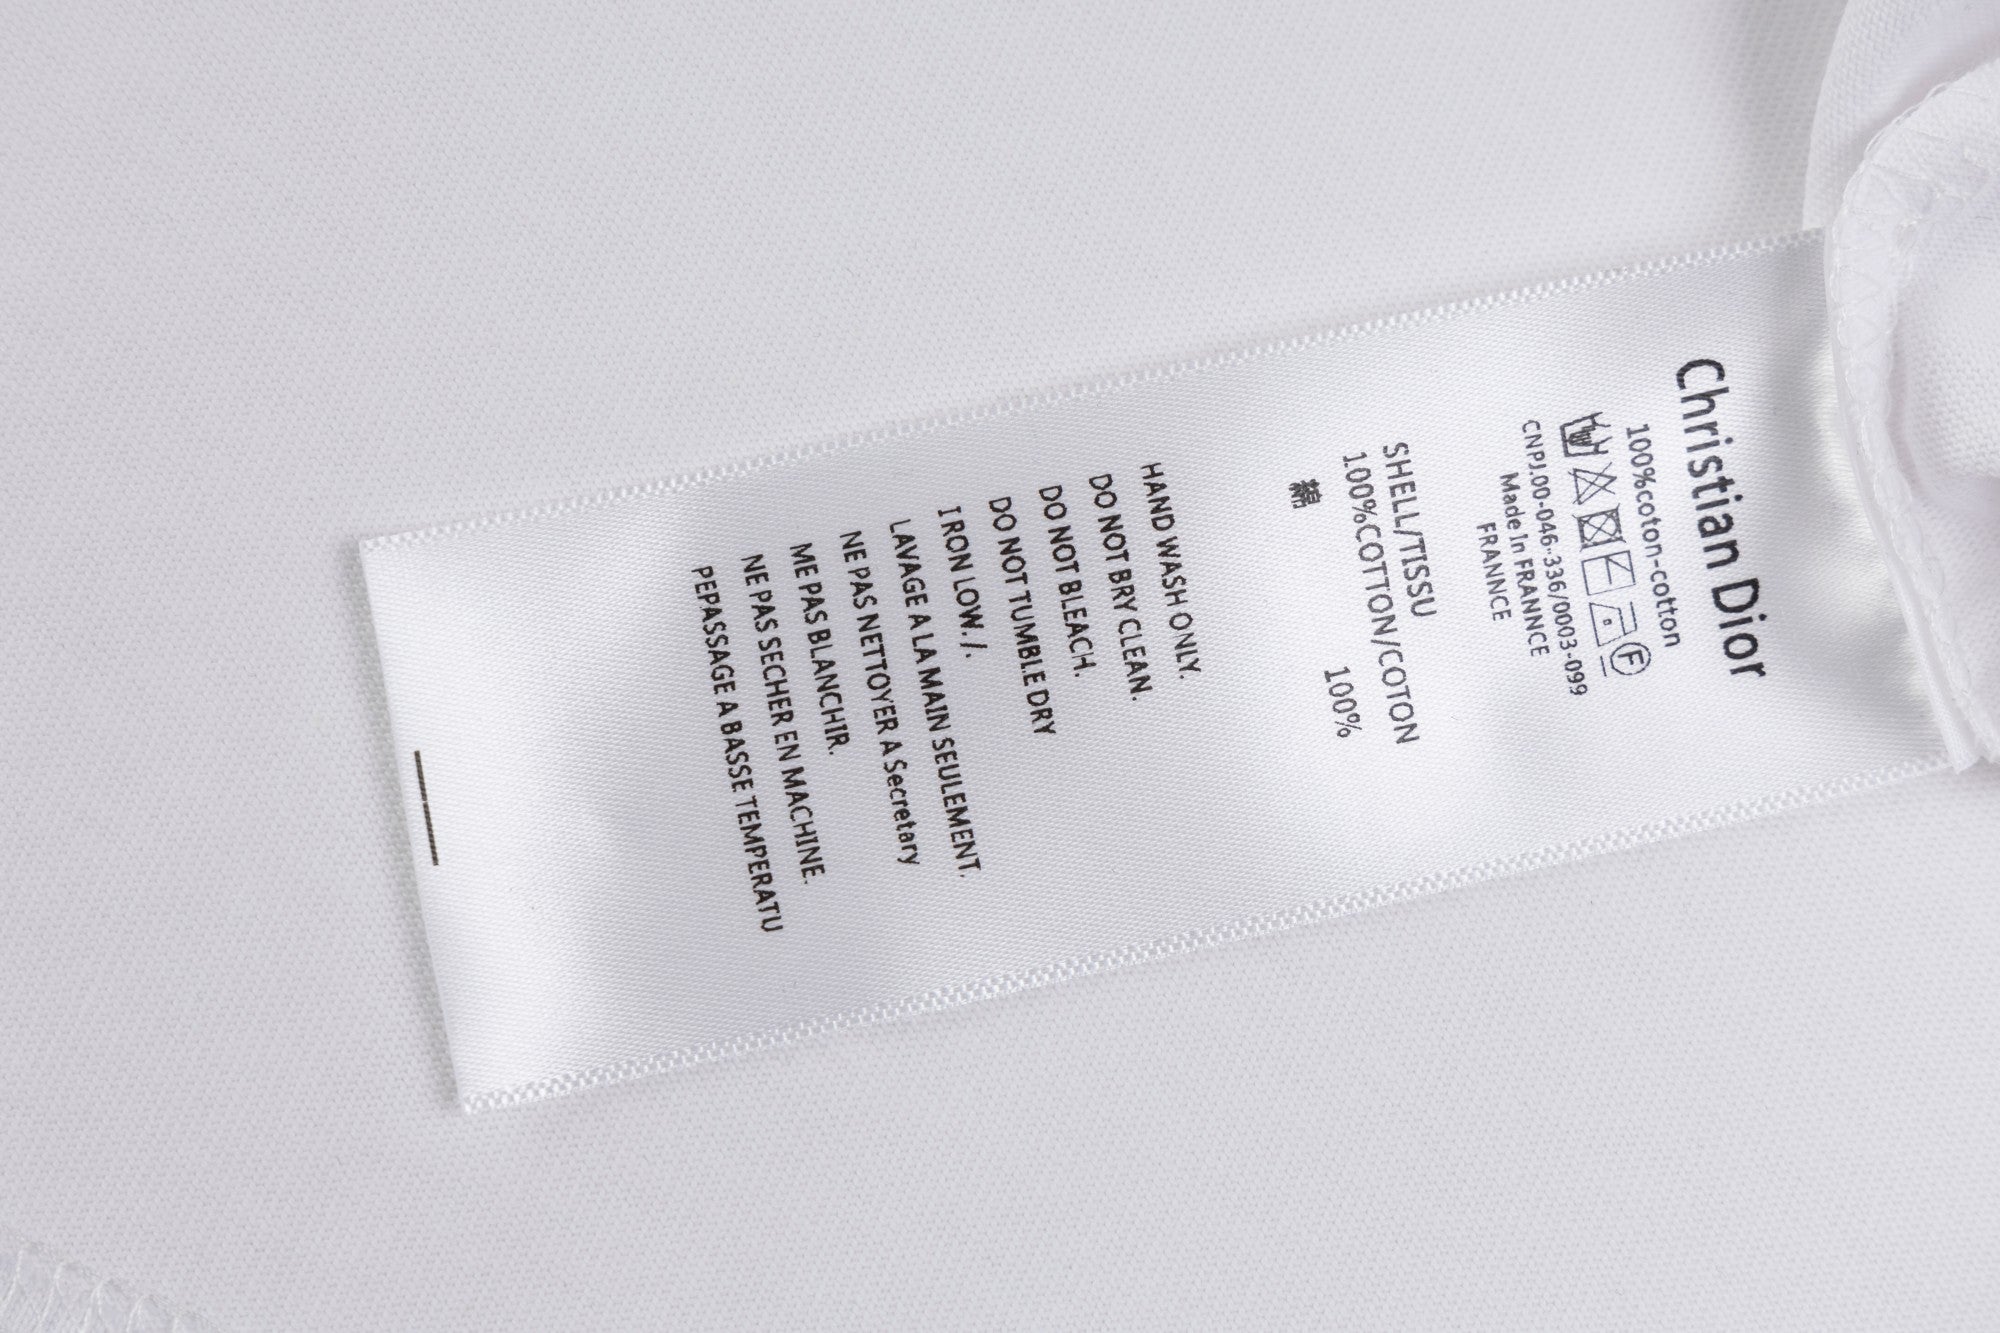 Christian Dior
100%coton-cotton
F
CNPJ.00-046-336/0003-099
Made In FRANNCE
FRANNCE
SHELL/TISSU
100%COTTON/COTON
綿 100%
HAND WASH ONLY.
DO NOT BRY CLEAN.
DO NOT BLEACH.
DO NOT TUMBLE DRY
IRON LOW./.
LAVAGE A LA MAIN SEULEMENT.
NE PAS NETTOYER A Secretary
ME PAS BLANCHIR.
NE PAS SECHER EN MACHINE.
PEPASSAGE A BASSE TEMPERATU